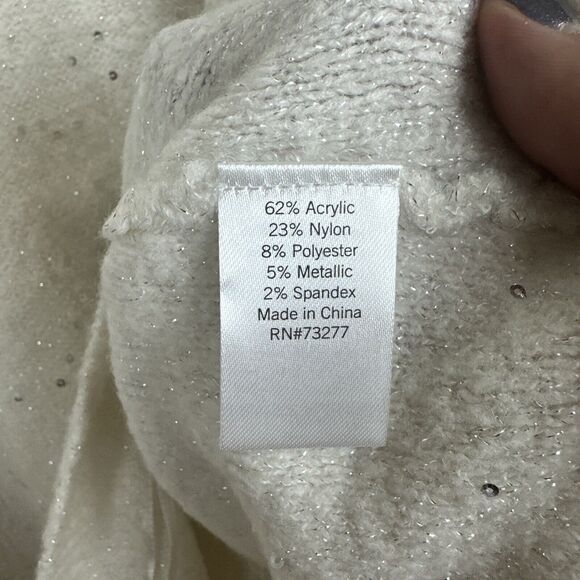 62% Acrylic
23% Nylon
8% Polyester
5% Metallic
2% Spandex
Made in China
RN#73277